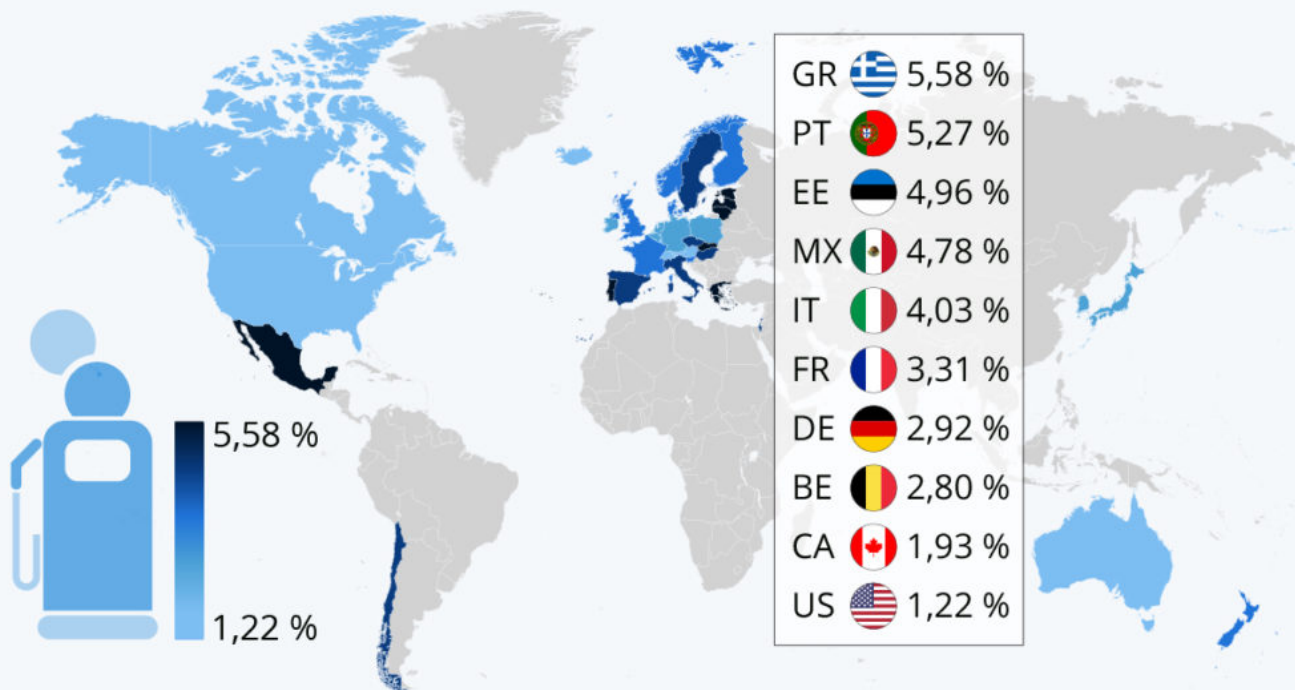 GR 5,58 %
PT 5,27 %
EE 4,96 %
MX 4,78 %
IT 4,03 %
FR 3,31 %
DE 2,92 %
BE 2,80 %
CA 1,93 %
US 1,22 %
5,58 %
1,22 %